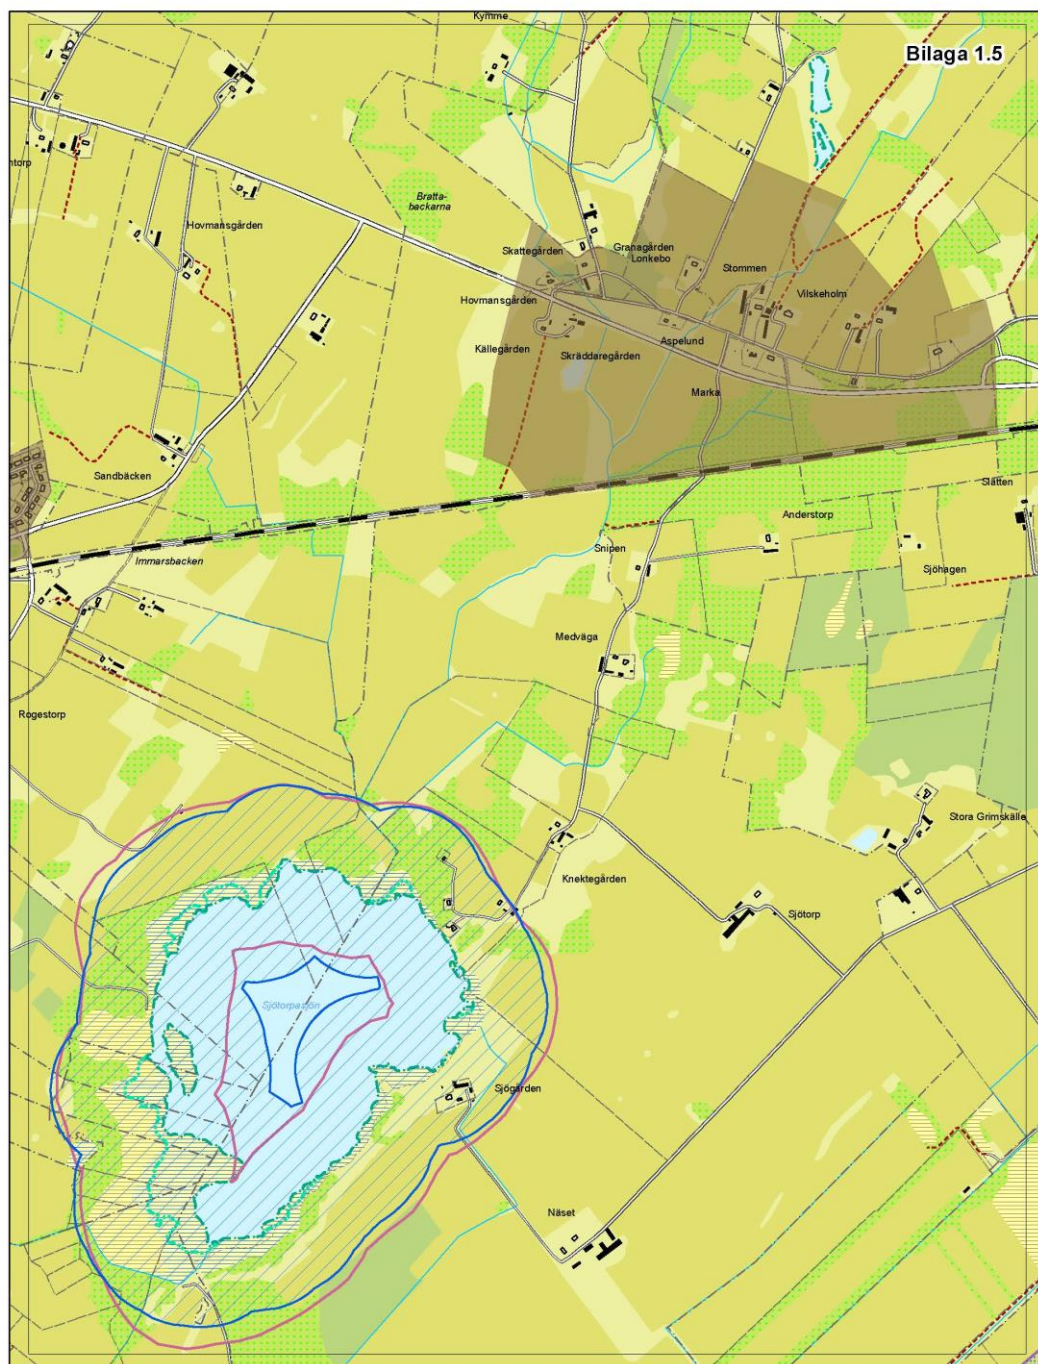 Kymme
Bilaga 1.5
ntorp
Bratta-
backarna
Hovmansgården
Skattegården
Granagården
Lonkebo
Stommen
Vilskeholm
Hovmansgården
Källegården
Skräddaregården
Aspelund
Marka
Sandbäcken
Slätten
Anderstorp
Snipen
Immarsbacken
Sjöhagen
Medväga
Rogestorp
Stora Grimskälle
Knektegården
Sjötorp
Sjötorpasjön
Sjögården
Näset